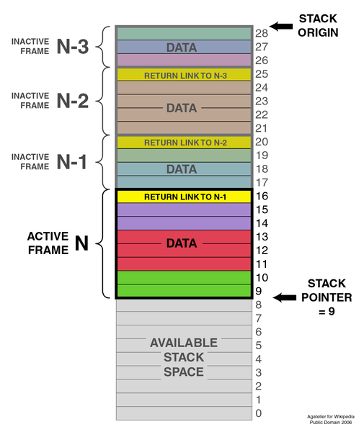 STACK
ORIGIN
INACTIVE
FRAME N-3
DATA
28
27
26
INACTIVE
FRAME N-2
RETURN LINK TO N-3
DATA
25
24
23
22
21
INACTIVE
FRAME N-1
RETURN LINK TO N-2
DATA
20
19
18
17
ACTIVE
FRAME N
RETURN LINK TO N-1
DATA
16
15
14
13
12
11
10
9
STACK
POINTER
= 9
AVAILABLE
STACK
SPACE
8
7
6
5
4
3
2
1
0
Agateller for Wikipedia
Public Domain 2006